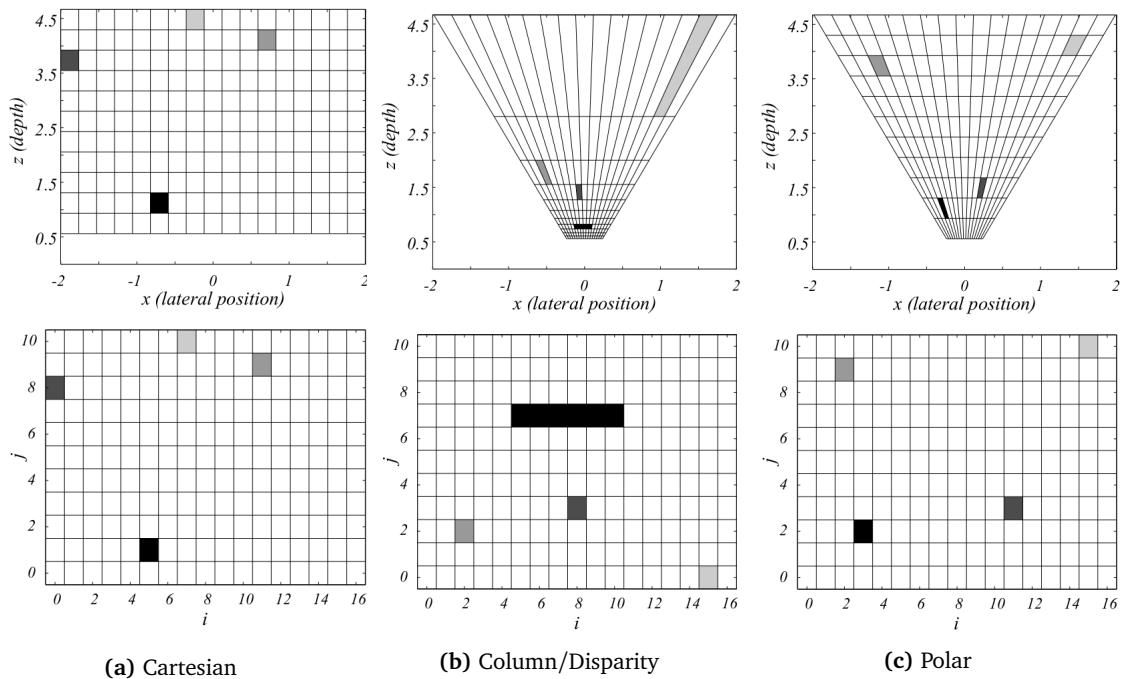 4.5
3.5
2.5
1.5
0.5
z (depth)
-2 -1 0 1 2
x (lateral position)
4.5
3.5
2.5
1.5
0.5
z (depth)
-2 -1 0 1 2
x (lateral position)
4.5
3.5
2.5
1.5
0.5
z (depth)
-2 -1 0 1 2
x (lateral position)
10
8
6
4
2
0
j
0 2 4 6 8 10 12 14 16
i
10
8
6
4
2
0
j
0 2 4 6 8 10 12 14 16
i
10
8
6
4
2
0
j
0 2 4 6 8 10 12 14 16
i
(a) Cartesian
(b) Column/Disparity
(c) Polar